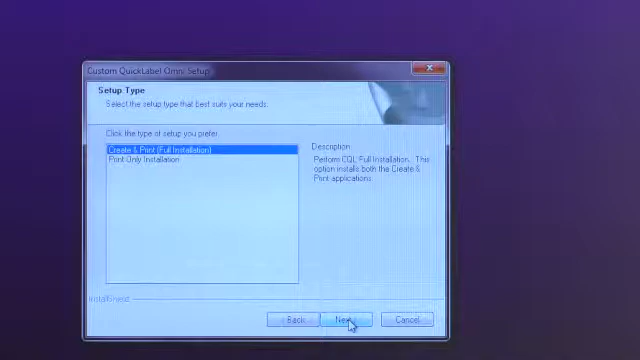 Custom QuickLabel Omni Setup
Setup Type
Select the setup type that best suits your needs.
Click the type of setup you prefer.
Create & Print (Full Installation)
Print Only Installation
Description
Perform CQL Full Installation. This
option installs both the Create &
Print applications.
InstallShield
Back
Next
Cancel